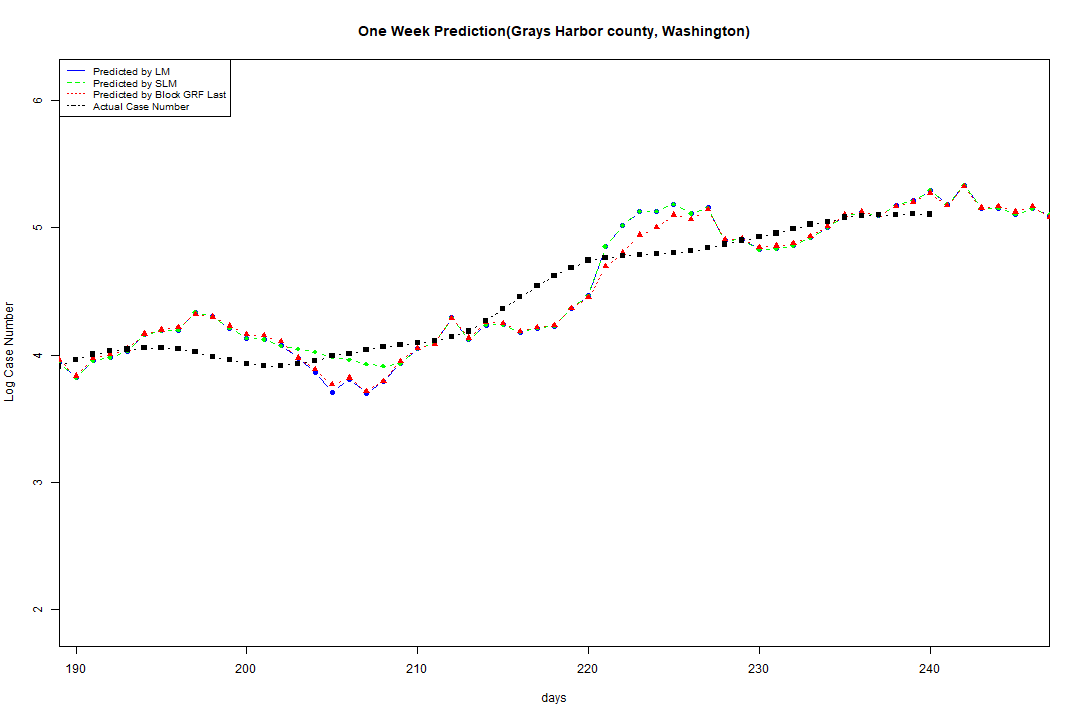 One Week Prediction(Grays Harbor county, Washington)
Predicted by LM
Predicted by SLM
Predicted by Block GRF Last
Actual Case Number
6
5
4
3
2
Log Case Number
190 200 210 220 230 240
days